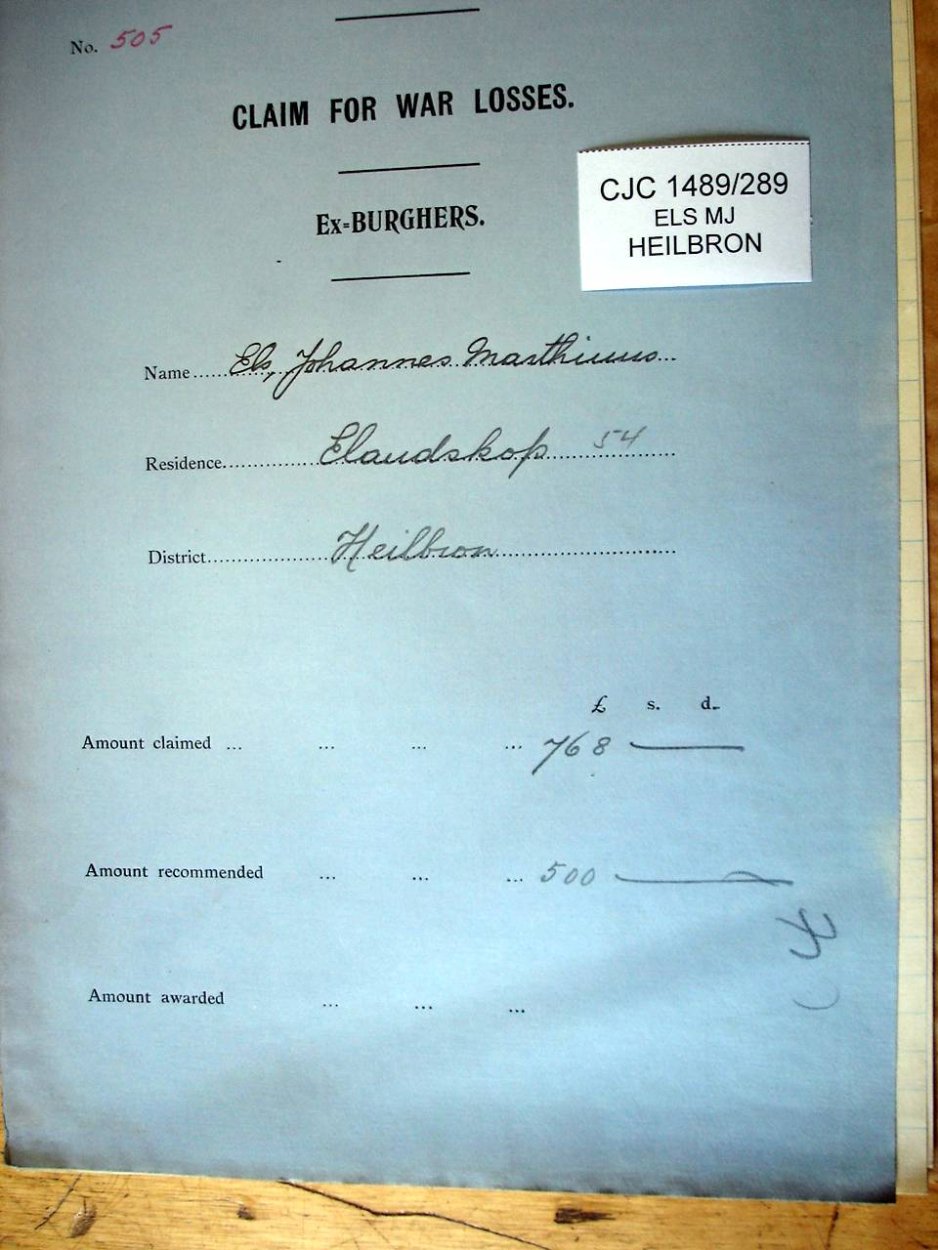 No. 505
CLAIM FOR WAR LOSSES.
Ex-BURGHERS.
CJC 1489/289
ELS MJ
HEILBRON
Name...... Els, Johannes Marthinus...
Residence............. Elandskop 54
District............... Heilbron
£ s. d.
Amount claimed ... ... ... ... 768 —
Amount recommended ... ... ... 500 —
Amount awarded ... ... ...